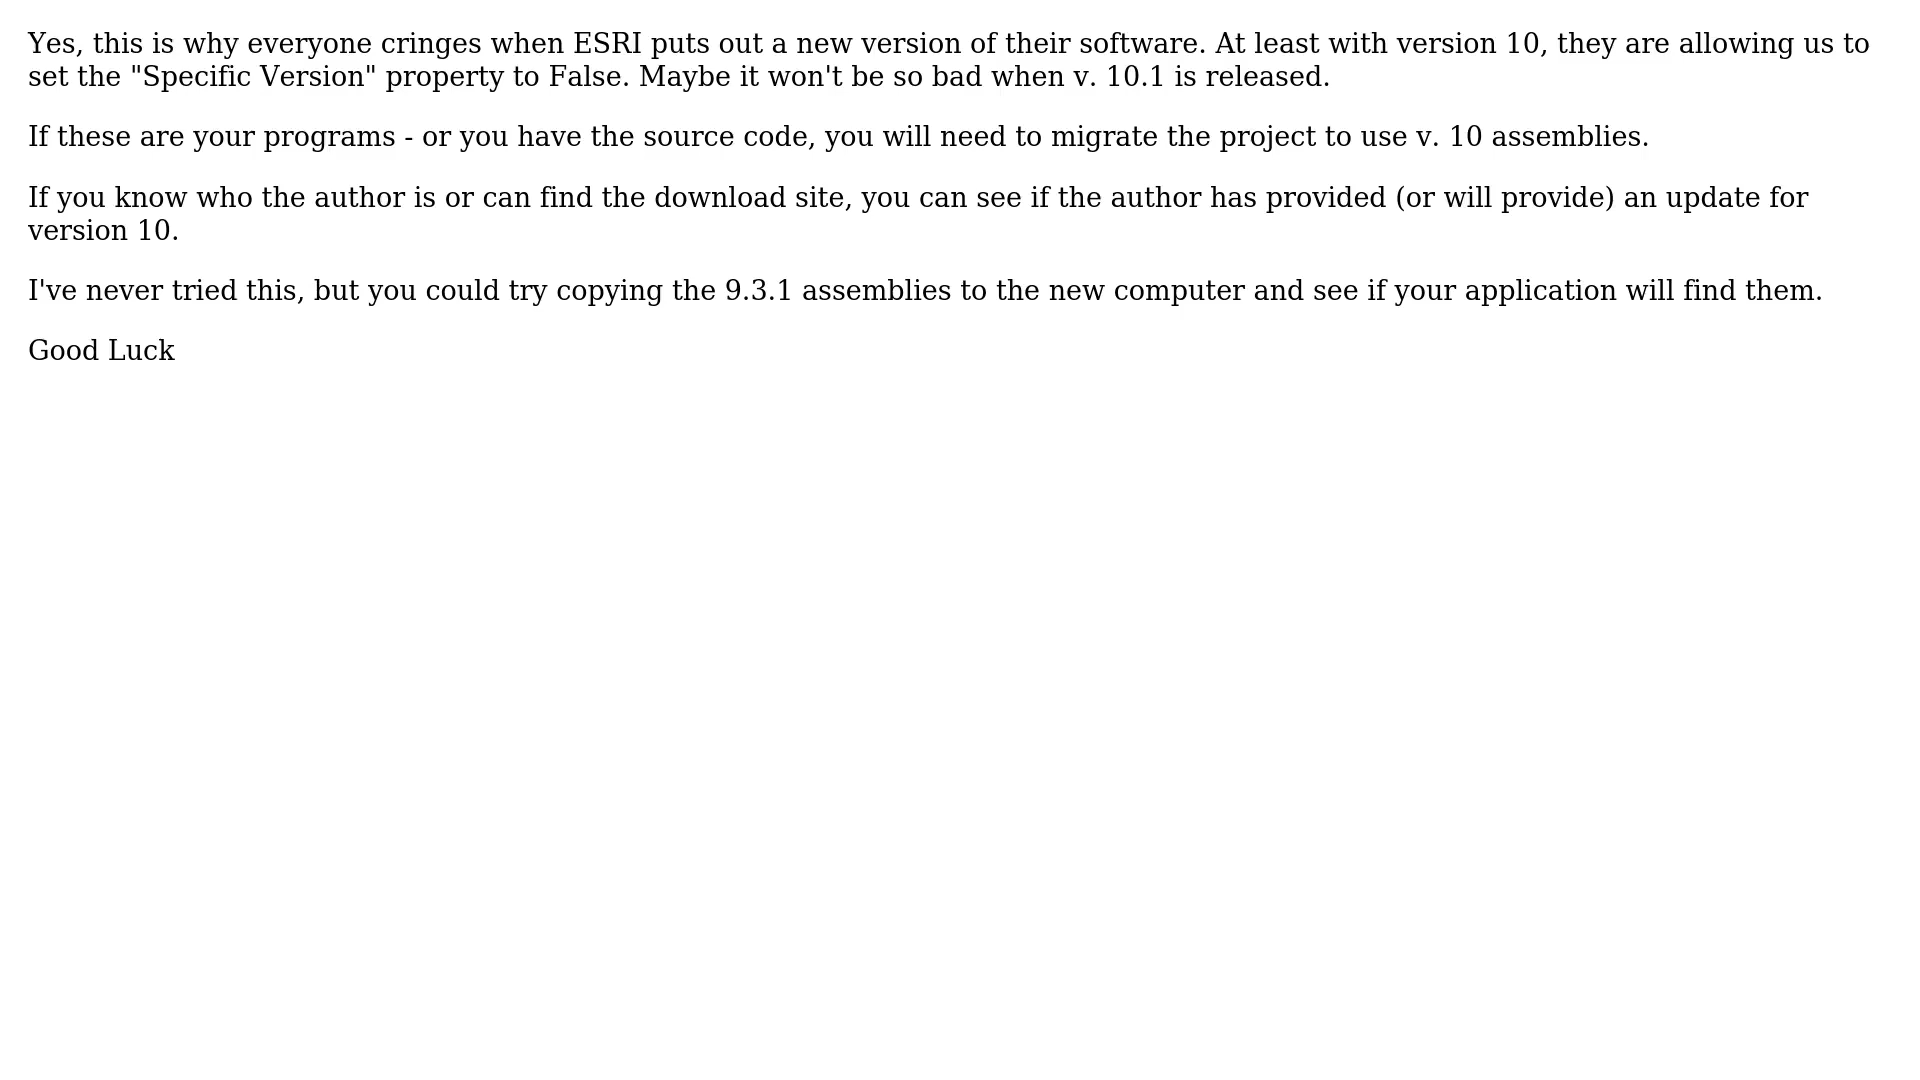 Yes, this is why everyone cringes when ESRI puts out a new version of their software. At least with version 10, they are allowing us to
set the "Specific Version" property to False. Maybe it won't be so bad when v. 10.1 is released.
If these are your programs - or you have the source code, you will need to migrate the project to use v. 10 assemblies.
If you know who the author is or can find the download site, you can see if the author has provided (or will provide) an update for
version 10.
I've never tried this, but you could try copying the 9.3.1 assemblies to the new computer and see if your application will find them.
Good Luck